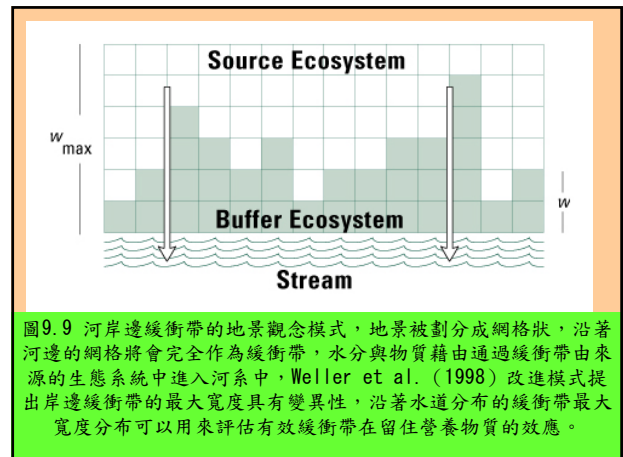 Source Ecosystem
w max
w
Buffer Ecosystem
Stream
圖9.9 河岸邊緩衝帶的地景觀念模式，地景被劃分成網格狀，沿著
河邊的網格將會完全作為緩衝帶，水分與物質藉由通過緩衝帶由來
源的生態系統中進入河系中，Weller et al. (1998) 改進模式提
出岸邊緩衝帶的最大寬度具有變異性，沿著水道分布的緩衝帶最大
寬度分布可以用來評估有效緩衝帶在留住營養物質的效應。